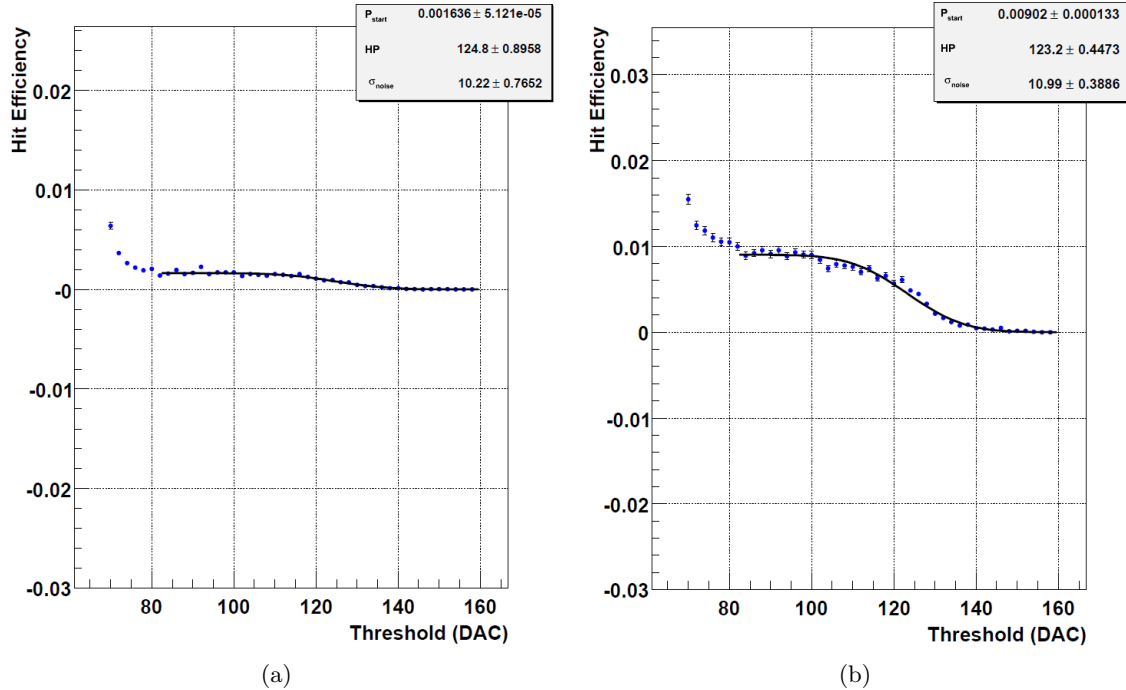 P_start 0.001636 ± 5.121e-05
HP 124.8 ± 0.8958
σ_noise 10.22 ± 0.7652
Hit Efficiency
0.02
0.01
-0
-0.01
-0.02
-0.03
80 100 120 140 160
Threshold (DAC)
(a)
P_start 0.00902 ± 0.000133
HP 123.2 ± 0.4473
σ_noise 10.99 ± 0.3886
Hit Efficiency
0.03
0.02
0.01
0
-0.01
-0.02
-0.03
80 100 120 140 160
Threshold (DAC)
(b)